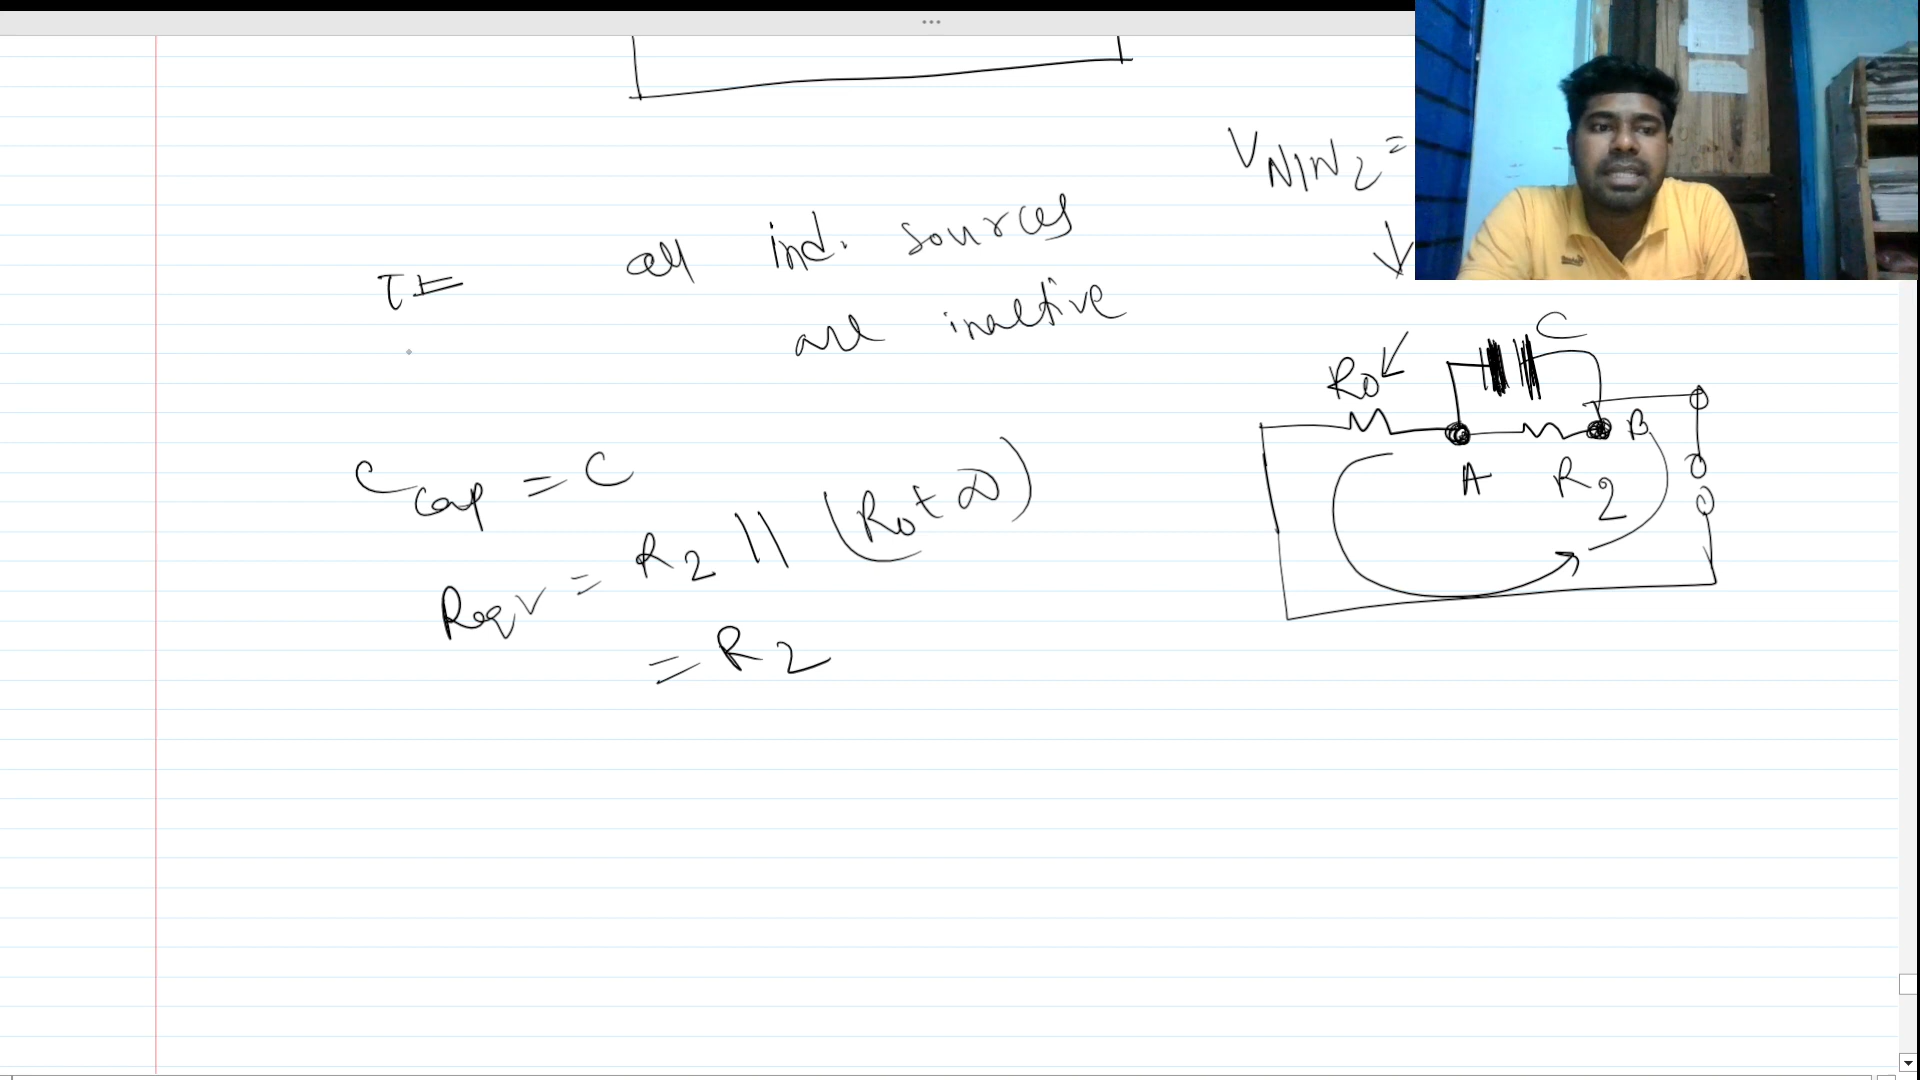 V_N1N2 =
τ = all ind. sources
are inactive
C
R0
B
A R2
C_cap = C
Reqv = R2 || (R0 + ∞)
= R2